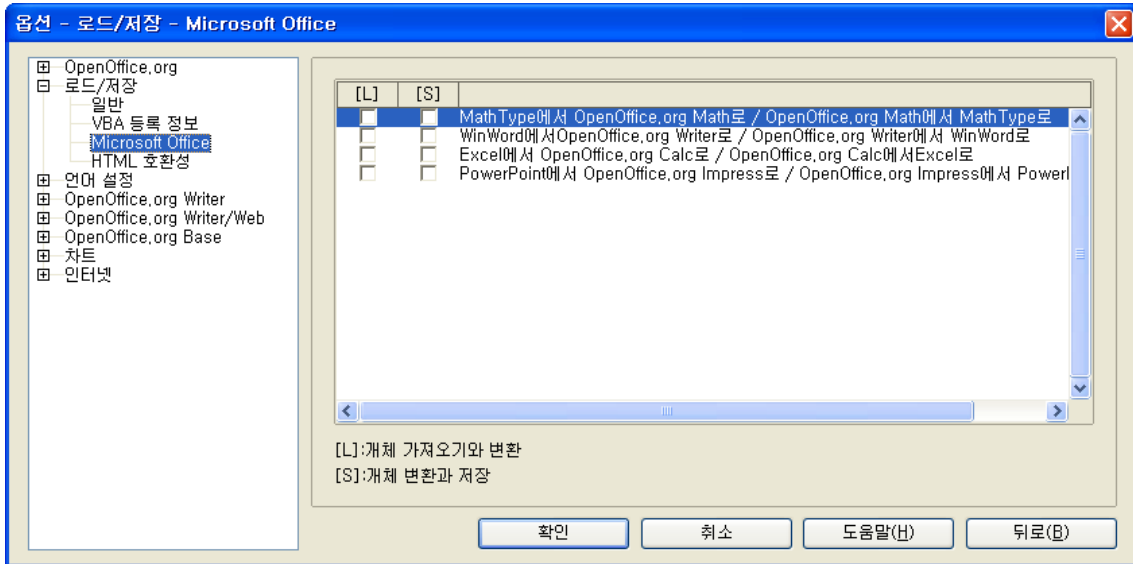 옵션 - 로드/저장 - Microsoft Office
OpenOffice.org
로드/저장
일반
VBA 등록 정보
Microsoft Office
HTML 호환성
언어 설정
OpenOffice.org Writer
OpenOffice.org Writer/Web
OpenOffice.org Base
차트
인터넷
[L] [S]
MathType에서 OpenOffice.org Math로 / OpenOffice.org Math에서 MathType로
WinWord에서OpenOffice.org Writer로 / OpenOffice.org Writer에서 WinWord로
Excel에서 OpenOffice.org Calc로 / OpenOffice.org Calc에서Excel로
PowerPoint에서 OpenOffice.org Impress로 / OpenOffice.org Impress에서
[L]:개체 가져오기와 변환
[S]:개체 변환과 저장
확인 취소 도움말(H) 뒤로(B)